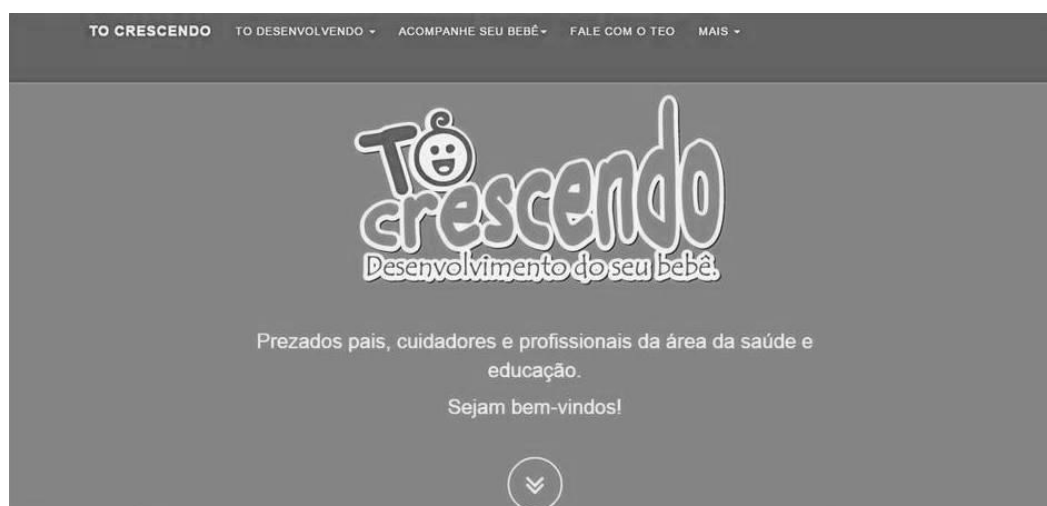 TO CRESCENDO TO DESENVOLVENDO ACOMPANHE SEU BEBÊ FALE COM O TEO MAIS
TÔ
crescendo
Desenvolvimento do seu bebê.
Prezados pais, cuidadores e profissionais da área da saúde e
educação.
Sejam bem-vindos!